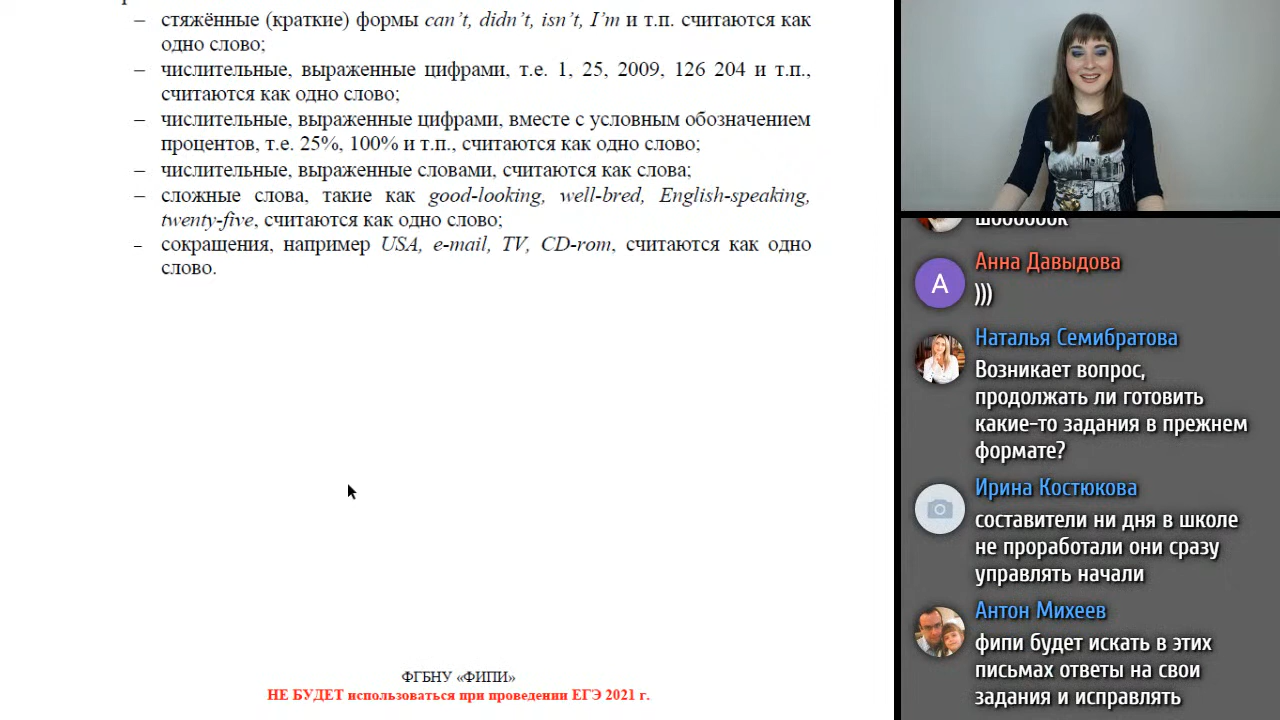 стяжённые (краткие) формы can’t, didn’t, isn’t, I’m и т.п. считаются как
одно слово;
– числительные, выраженные цифрами, т.е. 1, 25, 2009, 126 204 и т.п.,
считаются как одно слово;
– числительные, выраженные цифрами, вместе с условным обозначением
процентов, т.е. 25%, 100% и т.п., считаются как одно слово;
– числительные, выраженные словами, считаются как слова;
– сложные слова, такие как good-looking, well-bred, English-speaking,
twenty-five, считаются как одно слово;
– сокращения, например USA, e-mail, TV, CD-rom, считаются как одно
слово.
ФГБНУ «ФИПИ»
НЕ БУДЕТ использоваться при проведении ЕГЭ 2021 г.
шооооок
А
Анна Давыдова
)))
Наталья Семибратова
Возникает вопрос,
продолжать ли готовить
какие-то задания в прежнем
формате?
Ирина Костюкова
составители ни дня в школе
не проработали они сразу
управлять начали
Антон Михеев
фипи будет искать в этих
письмах ответы на свои
задания и исправлять